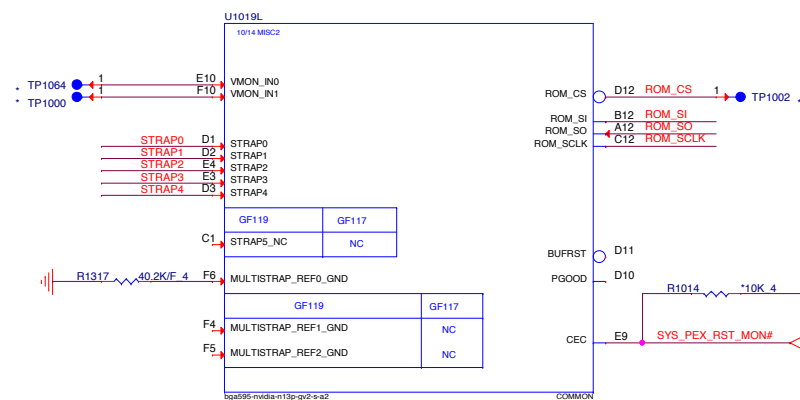 U1019L
10/14 MISC2
* TP1064 1 E10 VMON_IN0
* TP1000 1 F10 VMON_IN1
ROM_CS D12 ROM_CS 1 TP1002 *
ROM_SI B12 ROM_SI
ROM_SO A12 ROM_SO
ROM_SCLK C12 ROM_SCLK
STRAP0 D1 STRAP0
STRAP1 D2 STRAP1
STRAP2 E4 STRAP2
STRAP3 E3 STRAP3
STRAP4 D3 STRAP4
GF119 GF117
C1 STRAP5_NC NC
BUFRST D11
PGOOD D10
R1317 40.2K/F_4 F6 MULTISTRAP_REF0_GND
R1014 *10K_4
GF119 GF117
F4 MULTISTRAP_REF1_GND NC
CEC E9 SYS_PEX_RST_MON#
F5 MULTISTRAP_REF2_GND NC
bga595-nvidia-n13p-gv2-s-a2 COMMON